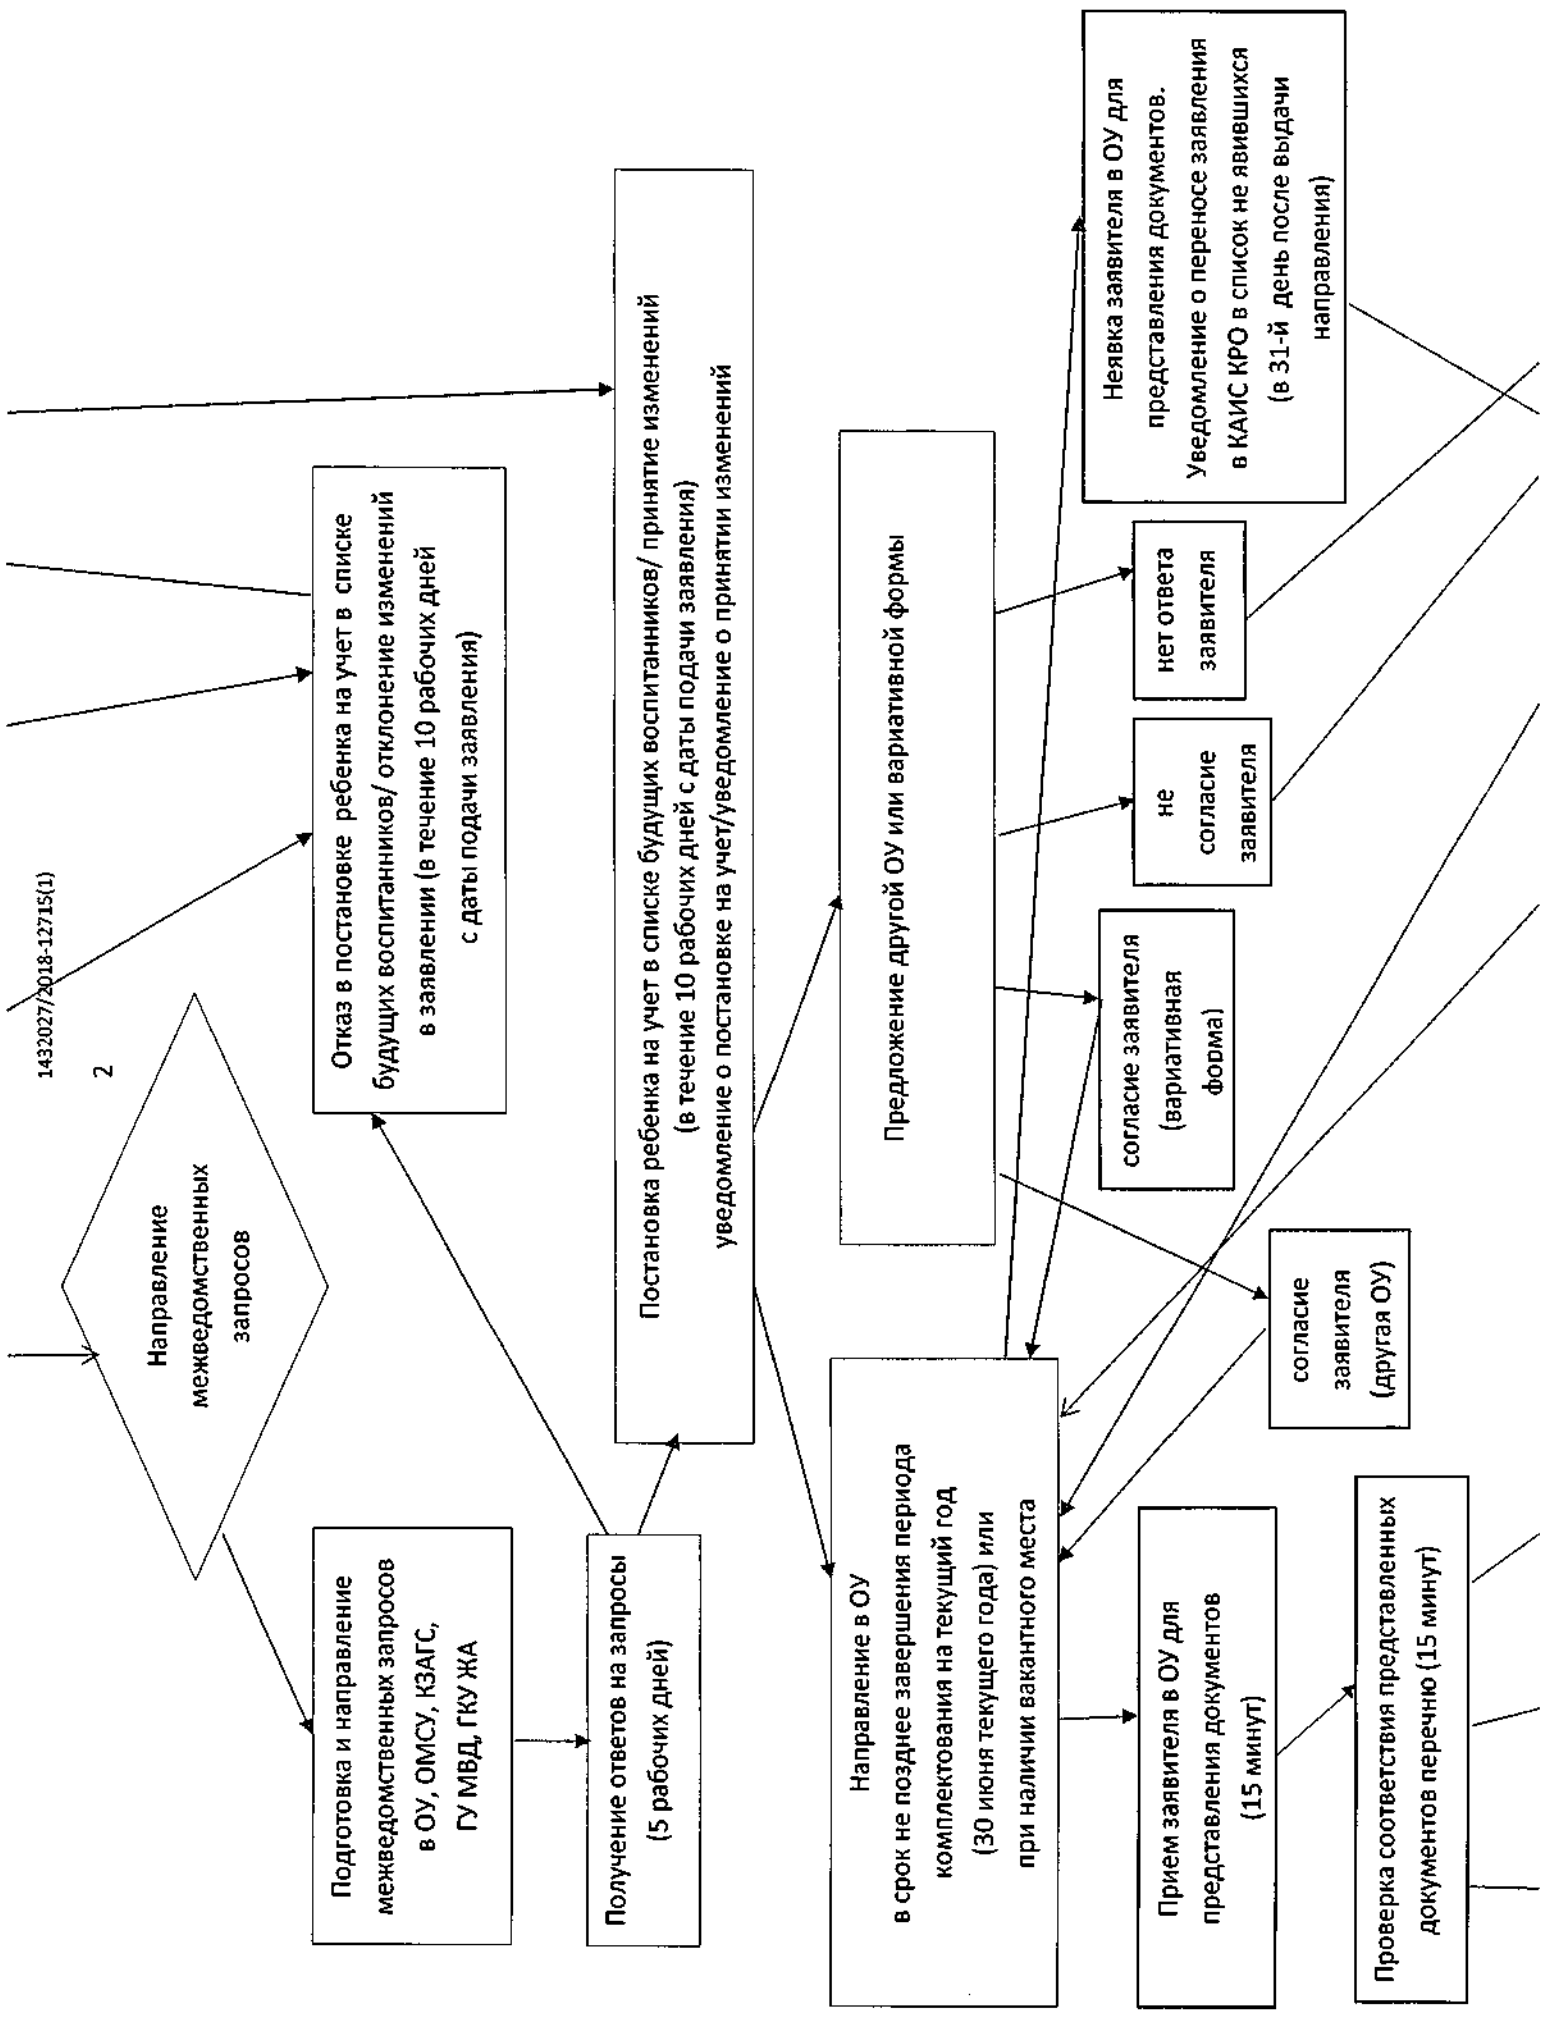 1432027/2018-12715(1)
2
Направление
межведомственных
запросов
Подготовка и направление
межведомственных запросов
в ОУ, ОМСУ, КЗАГС,
ГУ МВД, ГКУ ЖА
Отказ в постановке ребенка на учет в списке
будущих воспитанников/ отклонение изменений
в заявлении (в течение 10 рабочих дней
с даты подачи заявления)
Получение ответов на запросы
(5 рабочих дней)
Постановка ребенка на учет в списке будущих воспитанников/ принятие изменений
(в течение 10 рабочих дней с даты подачи заявления)
уведомление о постановке на учет/уведомление о принятии изменений
Направление в ОУ
в срок не позднее завершения периода
комплектования на текущий год
(30 июня текущего года) или
при наличии вакантного места
Предложение другой ОУ или вариативной формы
согласие
заявителя
(другая ОУ)
согласие заявителя
(вариативная
форма)
не
согласие
заявителя
нет ответа
заявителя
Неявка заявителя в ОУ для
представления документов.
Уведомление о переносе заявления
в КАИС КРО в список не явившихся
(в 31-й день после выдачи
направления)
Прием заявителя в ОУ для
представления документов
(15 минут)
Проверка соответствия представленных
документов перечню (15 минут)